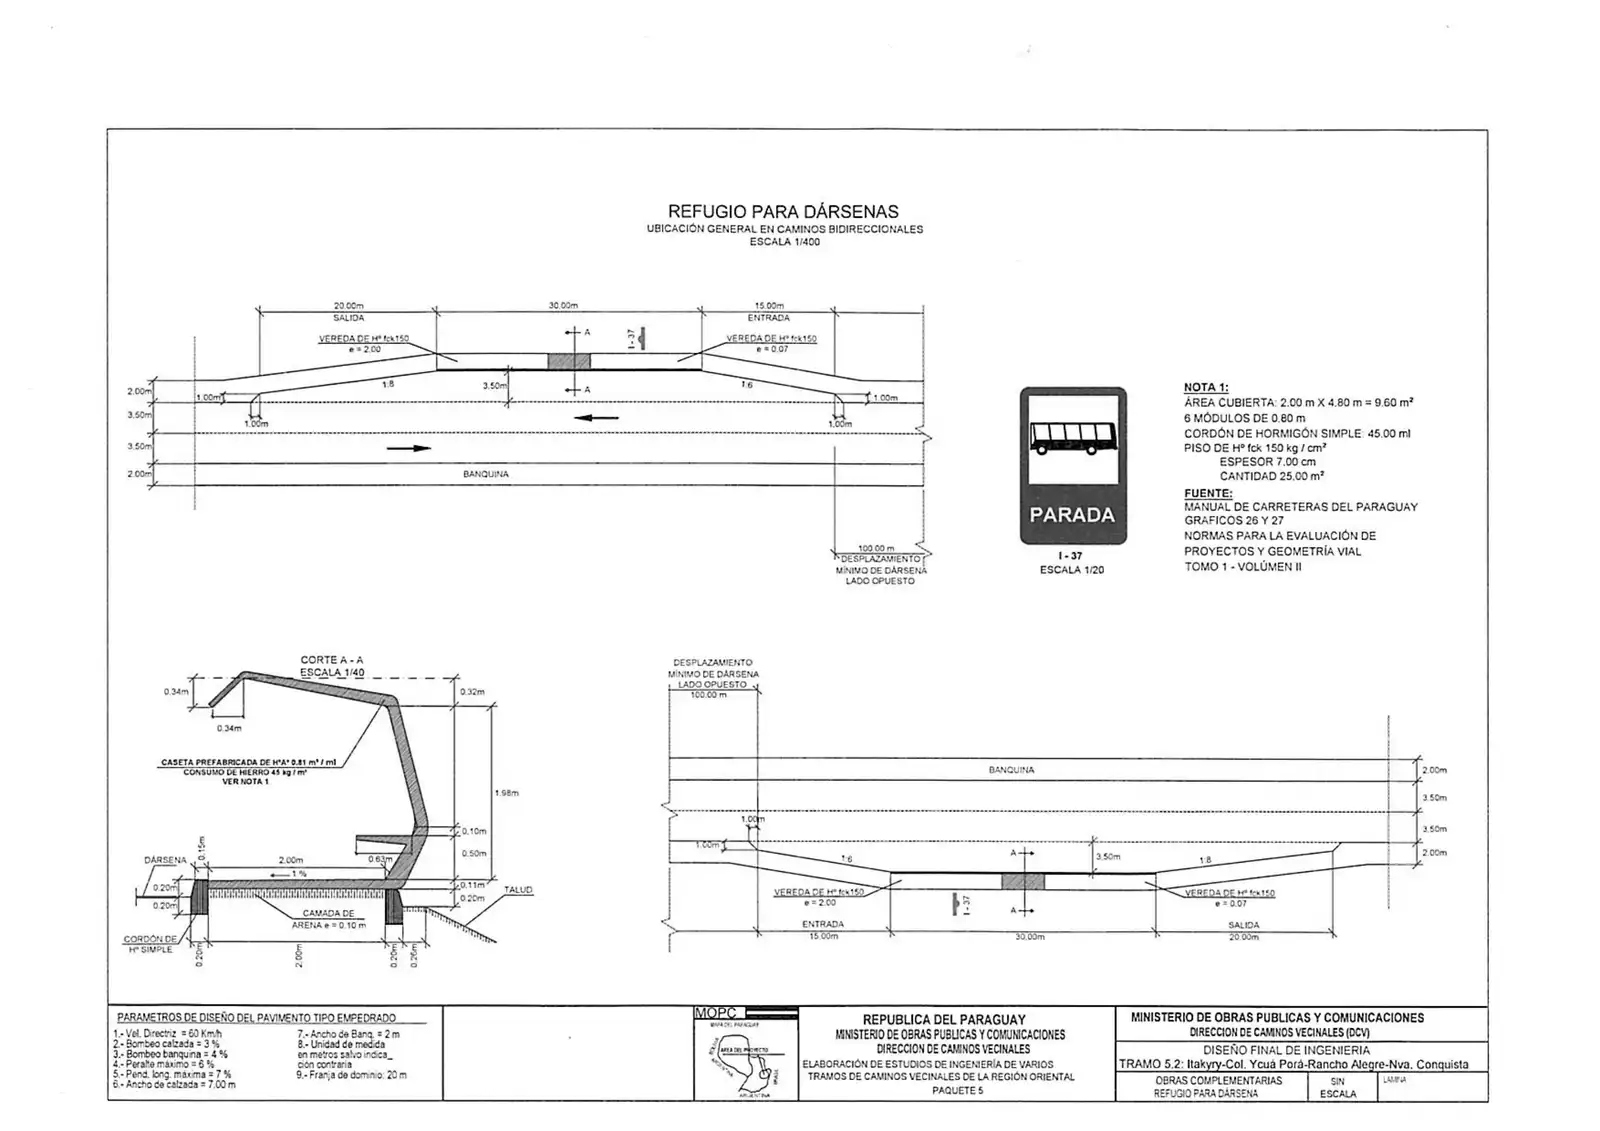 REFUGIO PARA DÁRSENAS
UBICACIÓN GENERAL EN CAMINOS BIDIRECCIONALES
ESCALA 1/400
20.00m
30.00m
15.00m
SALIDA
ENTRADA
A
I - 37
VEREDA DE Hº fck150
e = 2.00
VEREDA DE Hº fck150
e = 0.07
1:8
3.50m
A
1:6
2.00m
1.00m
1.00m
3.50m
1.00m
1.00m
3.50m
2.00m
BANQUINA
100.00 m
DESPLAZAMIENTO
MÍNIMO DE DÁRSENA
LADO OPUESTO
PARADA
I - 37
ESCALA 1/20
NOTA 1:
ÁREA CUBIERTA: 2.00 m X 4.80 m = 9.60 m²
6 MÓDULOS DE 0.80 m
CORDÓN DE HORMIGÓN SIMPLE: 45.00 ml
PISO DE Hº fck 150 kg / cm²
ESPESOR 7.00 cm
CANTIDAD 25.00 m²
FUENTE:
MANUAL DE CARRETERAS DEL PARAGUAY
GRAFICOS 26 Y 27
NORMAS PARA LA EVALUACIÓN DE
PROYECTOS Y GEOMETRÍA VIAL
TOMO 1 - VOLÚMEN II
CORTE A - A
ESCALA 1/40
0.34m
0.32m
0.34m
CASETA PREFABRICADA DE HºAº 0.81 m³ / ml
CONSUMO DE HIERRO 45 kg / m³
VER NOTA 1
1.98m
0.10m
0.15m
0.50m
DÁRSENA
2.00m
0.63m
1 %
0.20m
0.11m
TALUD
0.20m
0.20m
CAMADA DE
ARENA e = 0.10 m
CORDÓN DE
Hº SIMPLE
0.20m
2.00m
0.20m
0.26m
DESPLAZAMIENTO
MÍNIMO DE DÁRSENA
LADO OPUESTO
100.00 m
BANQUINA
2.00m
3.50m
1.00m
3.50m
1.00m
2.00m
1:6
A
3.50m
1:8
VEREDA DE Hº fck150
e = 2.00
I - 37
A
VEREDA DE Hº fck150
e = 0.07
ENTRADA
SALIDA
15.00m
30.00m
20.00m
PARAMETROS DE DISEÑO DEL PAVIMENTO TIPO EMPEDRADO
1.- Vel. Directriz = 60 Km/h
2.- Bombeo calzada = 3 %
3.- Bombeo banquina = 4 %
4.- Peralte máximo = 6 %
5.- Pend. long. máxima = 7 %
6.- Ancho de calzada = 7.00 m
7.- Ancho de Banq. = 2 m
8.- Unidad de medida
en metros salvo indica_
ción contraria
9.- Franja de dominio: 20 m
MOPC
MAPA DEL PARAGUAY
BOLIVIA
AREA DEL PROYECTO
ARGENTINA
BRASIL
ARGENTINA
REPUBLICA DEL PARAGUAY
MINISTERIO DE OBRAS PUBLICAS Y COMUNICACIONES
DIRECCION DE CAMINOS VECINALES
ELABORACIÓN DE ESTUDIOS DE INGENIERÍA DE VARIOS
TRAMOS DE CAMINOS VECINALES DE LA REGIÓN ORIENTAL
PAQUETE 5
MINISTERIO DE OBRAS PUBLICAS Y COMUNICACIONES
DIRECCION DE CAMINOS VECINALES (DCV)
DISEÑO FINAL DE INGENIERIA
TRAMO 5.2: Itakyry-Col. Ycuá Porá-Rancho Alegre-Nva. Conquista
OBRAS COMPLEMENTARIAS
REFUGIO PARA DÁRSENA
SIN
ESCALA
LAMINA